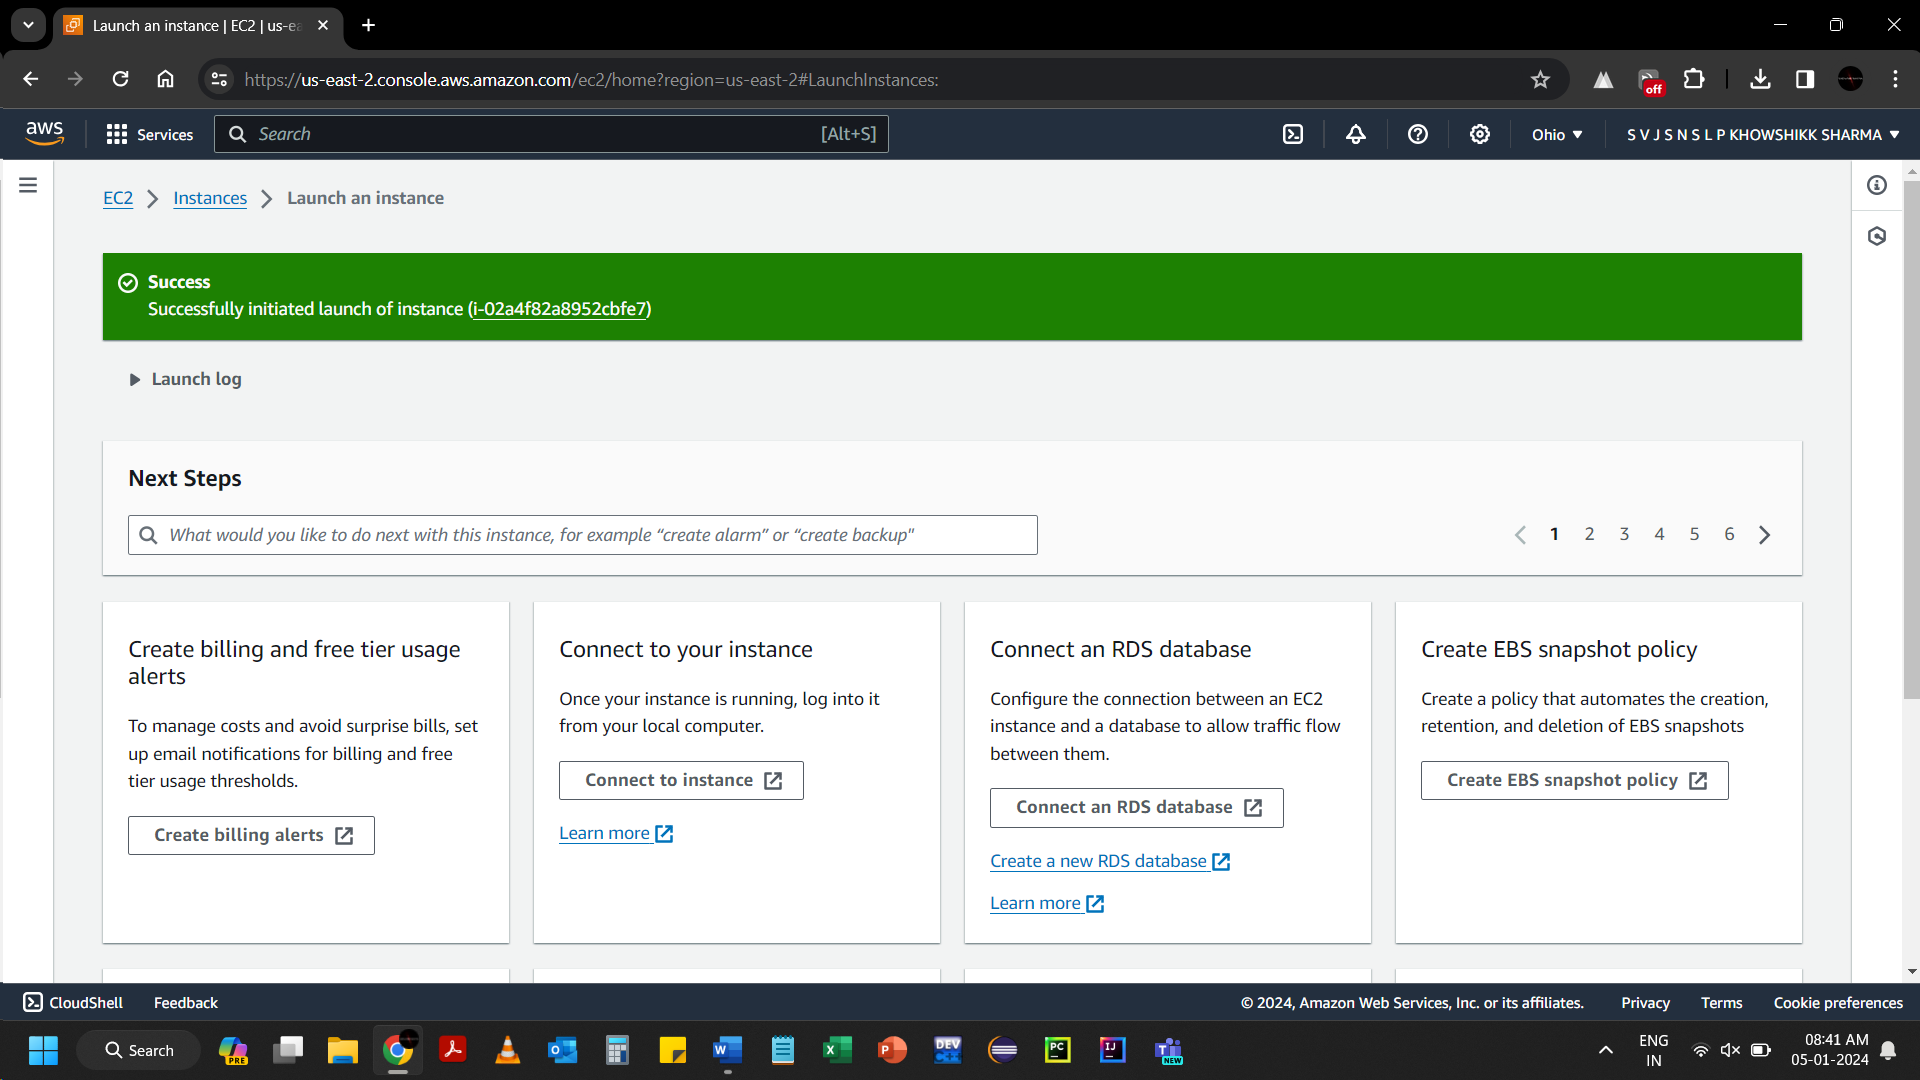 Launch an instance | EC2 | us-ea
https://us-east-2.console.aws.amazon.com/ec2/home?region=us-east-2#LaunchInstances:
off
aws
Services
Search
[Alt+S]
Ohio
S V J S N S L P KHOWSHIKK SHARMA
EC2
Instances
Launch an instance
Success
Successfully initiated launch of instance (i-02a4f82a8952cbfe7)
Launch log
Next Steps
What would you like to do next with this instance, for example “create alarm” or “create backup"
1 2 3 4 5 6
Create billing and free tier usage
alerts
To manage costs and avoid surprise bills, set
up email notifications for billing and free
tier usage thresholds.
Create billing alerts
Connect to your instance
Once your instance is running, log into it
from your local computer.
Connect to instance
Learn more
Connect an RDS database
Configure the connection between an EC2
instance and a database to allow traffic flow
between them.
Connect an RDS database
Create a new RDS database
Learn more
Create EBS snapshot policy
Create a policy that automates the creation,
retention, and deletion of EBS snapshots
Create EBS snapshot policy
CloudShell
Feedback
© 2024, Amazon Web Services, Inc. or its affiliates.
Privacy
Terms
Cookie preferences
Search
PRE
W
X
P
DEV
C++
PC
IJ
NEW
ENG
IN
08:41 AM
05-01-2024